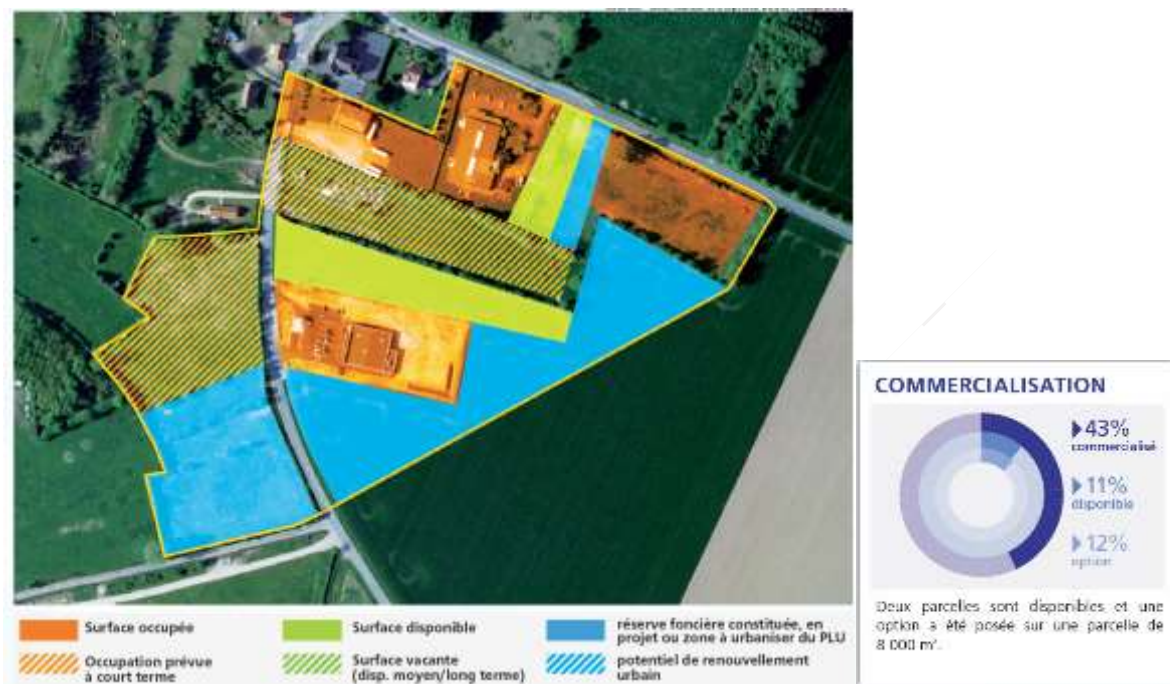 Surface occupée
Occupation prévue
à court terme
Surface disponible
Surface vacante
(disp. moyen/long terme)
réserve foncière constituée, en
projet ou zone à urbaniser du PLU
potentiel de renouvellement
urbain
COMMERCIALISATION
43%
commercialisé
11%
disponible
12%
option
Deux parcelles sont disponibles et une
option a été posée sur une parcelle de
8 000 m².